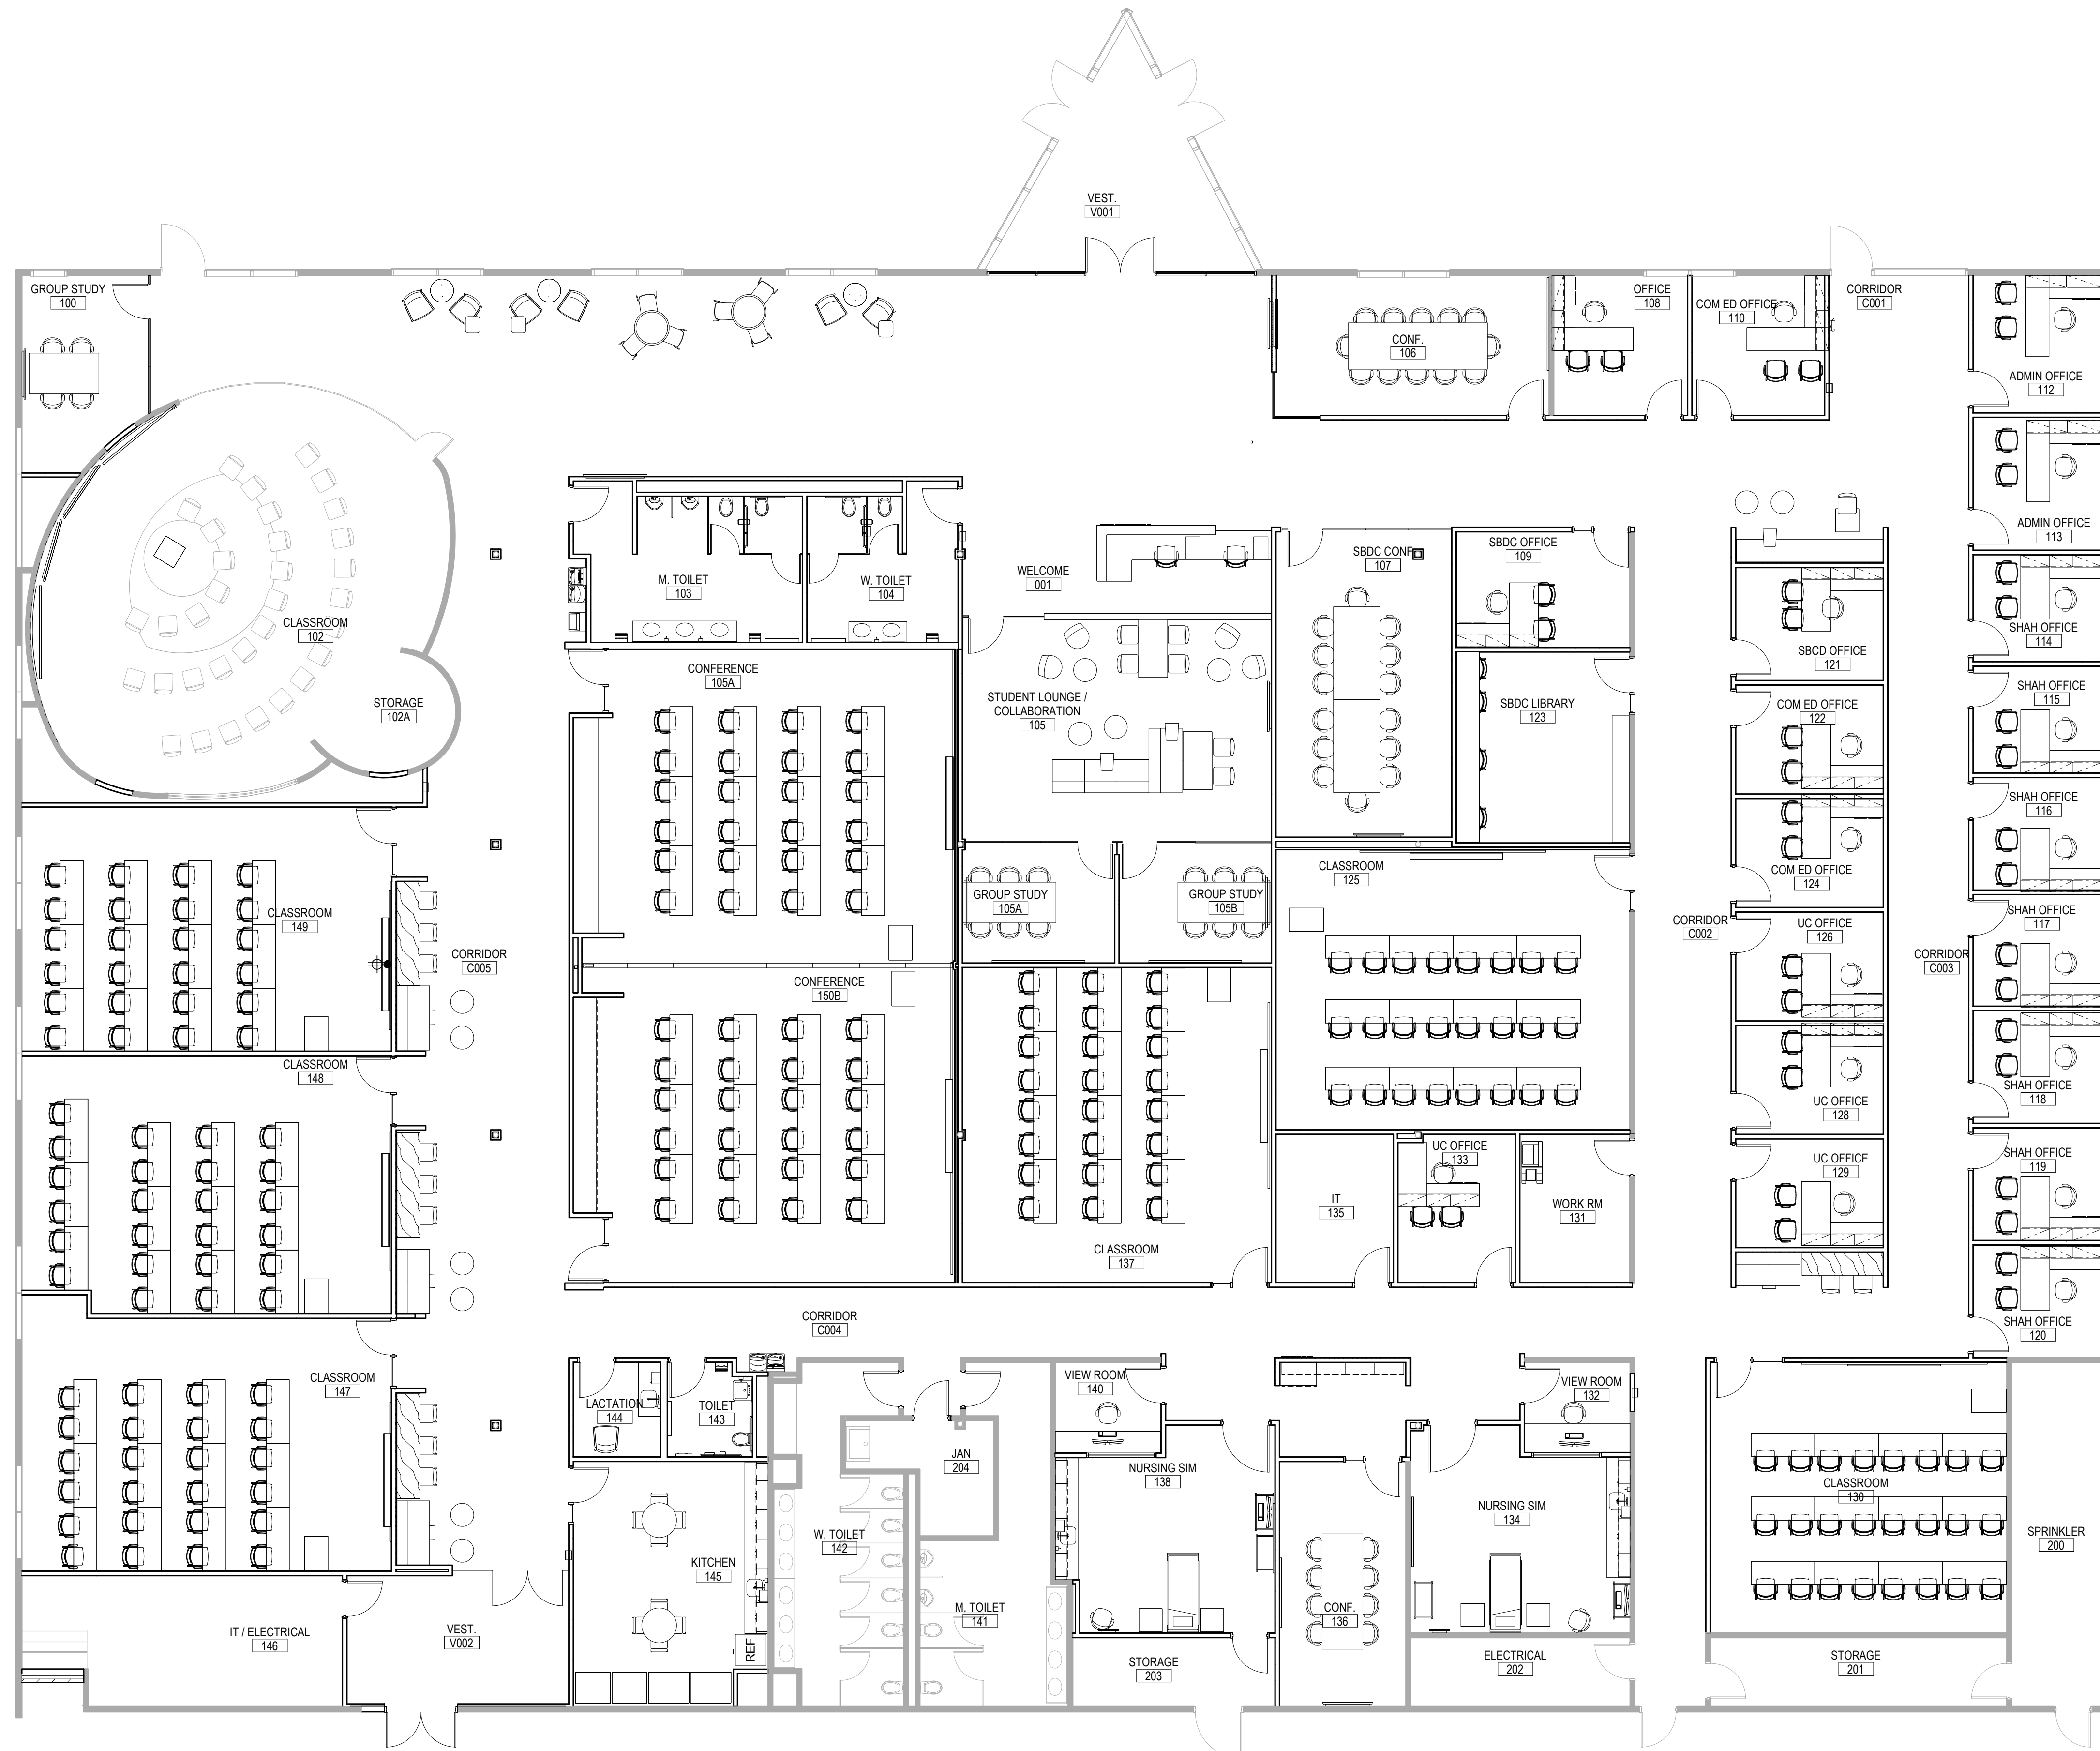 VEST.
V001
GROUP STUDY
100
CONF.
106
OFFICE
108
COM ED OFFICE
110
CORRIDOR
C001
ADMIN OFFICE
112
ADMIN OFFICE
113
M. TOILET
103
W. TOILET
104
WELCOME
001
SBDC CONF.
107
SBDC OFFICE
109
CLASSROOM
102
STORAGE
102A
CONFERENCE
105A
STUDENT LOUNGE /
COLLABORATION
105
SBDC LIBRARY
123
SBCD OFFICE
121
SHAH OFFICE
114
COM ED OFFICE
122
SHAH OFFICE
115
SHAH OFFICE
116
COM ED OFFICE
124
CLASSROOM
149
CORRIDOR
C005
GROUP STUDY
105A
GROUP STUDY
105B
CLASSROOM
125
CORRIDOR
C002
UC OFFICE
126
CORRIDOR
C003
SHAH OFFICE
117
CONFERENCE
150B
CLASSROOM
148
UC OFFICE
128
SHAH OFFICE
118
CLASSROOM
137
IT
135
UC OFFICE
133
WORK RM
131
UC OFFICE
129
SHAH OFFICE
119
CORRIDOR
C004
SHAH OFFICE
120
CLASSROOM
147
LACTATION
144
TOILET
143
VIEW ROOM
140
VIEW ROOM
132
JAN
204
NURSING SIM
138
NURSING SIM
134
CLASSROOM
130
SPRINKLER
200
KITCHEN
145
W. TOILET
142
M. TOILET
141
CONF.
136
IT / ELECTRICAL
146
VEST.
V002
REF
STORAGE
203
ELECTRICAL
202
STORAGE
201